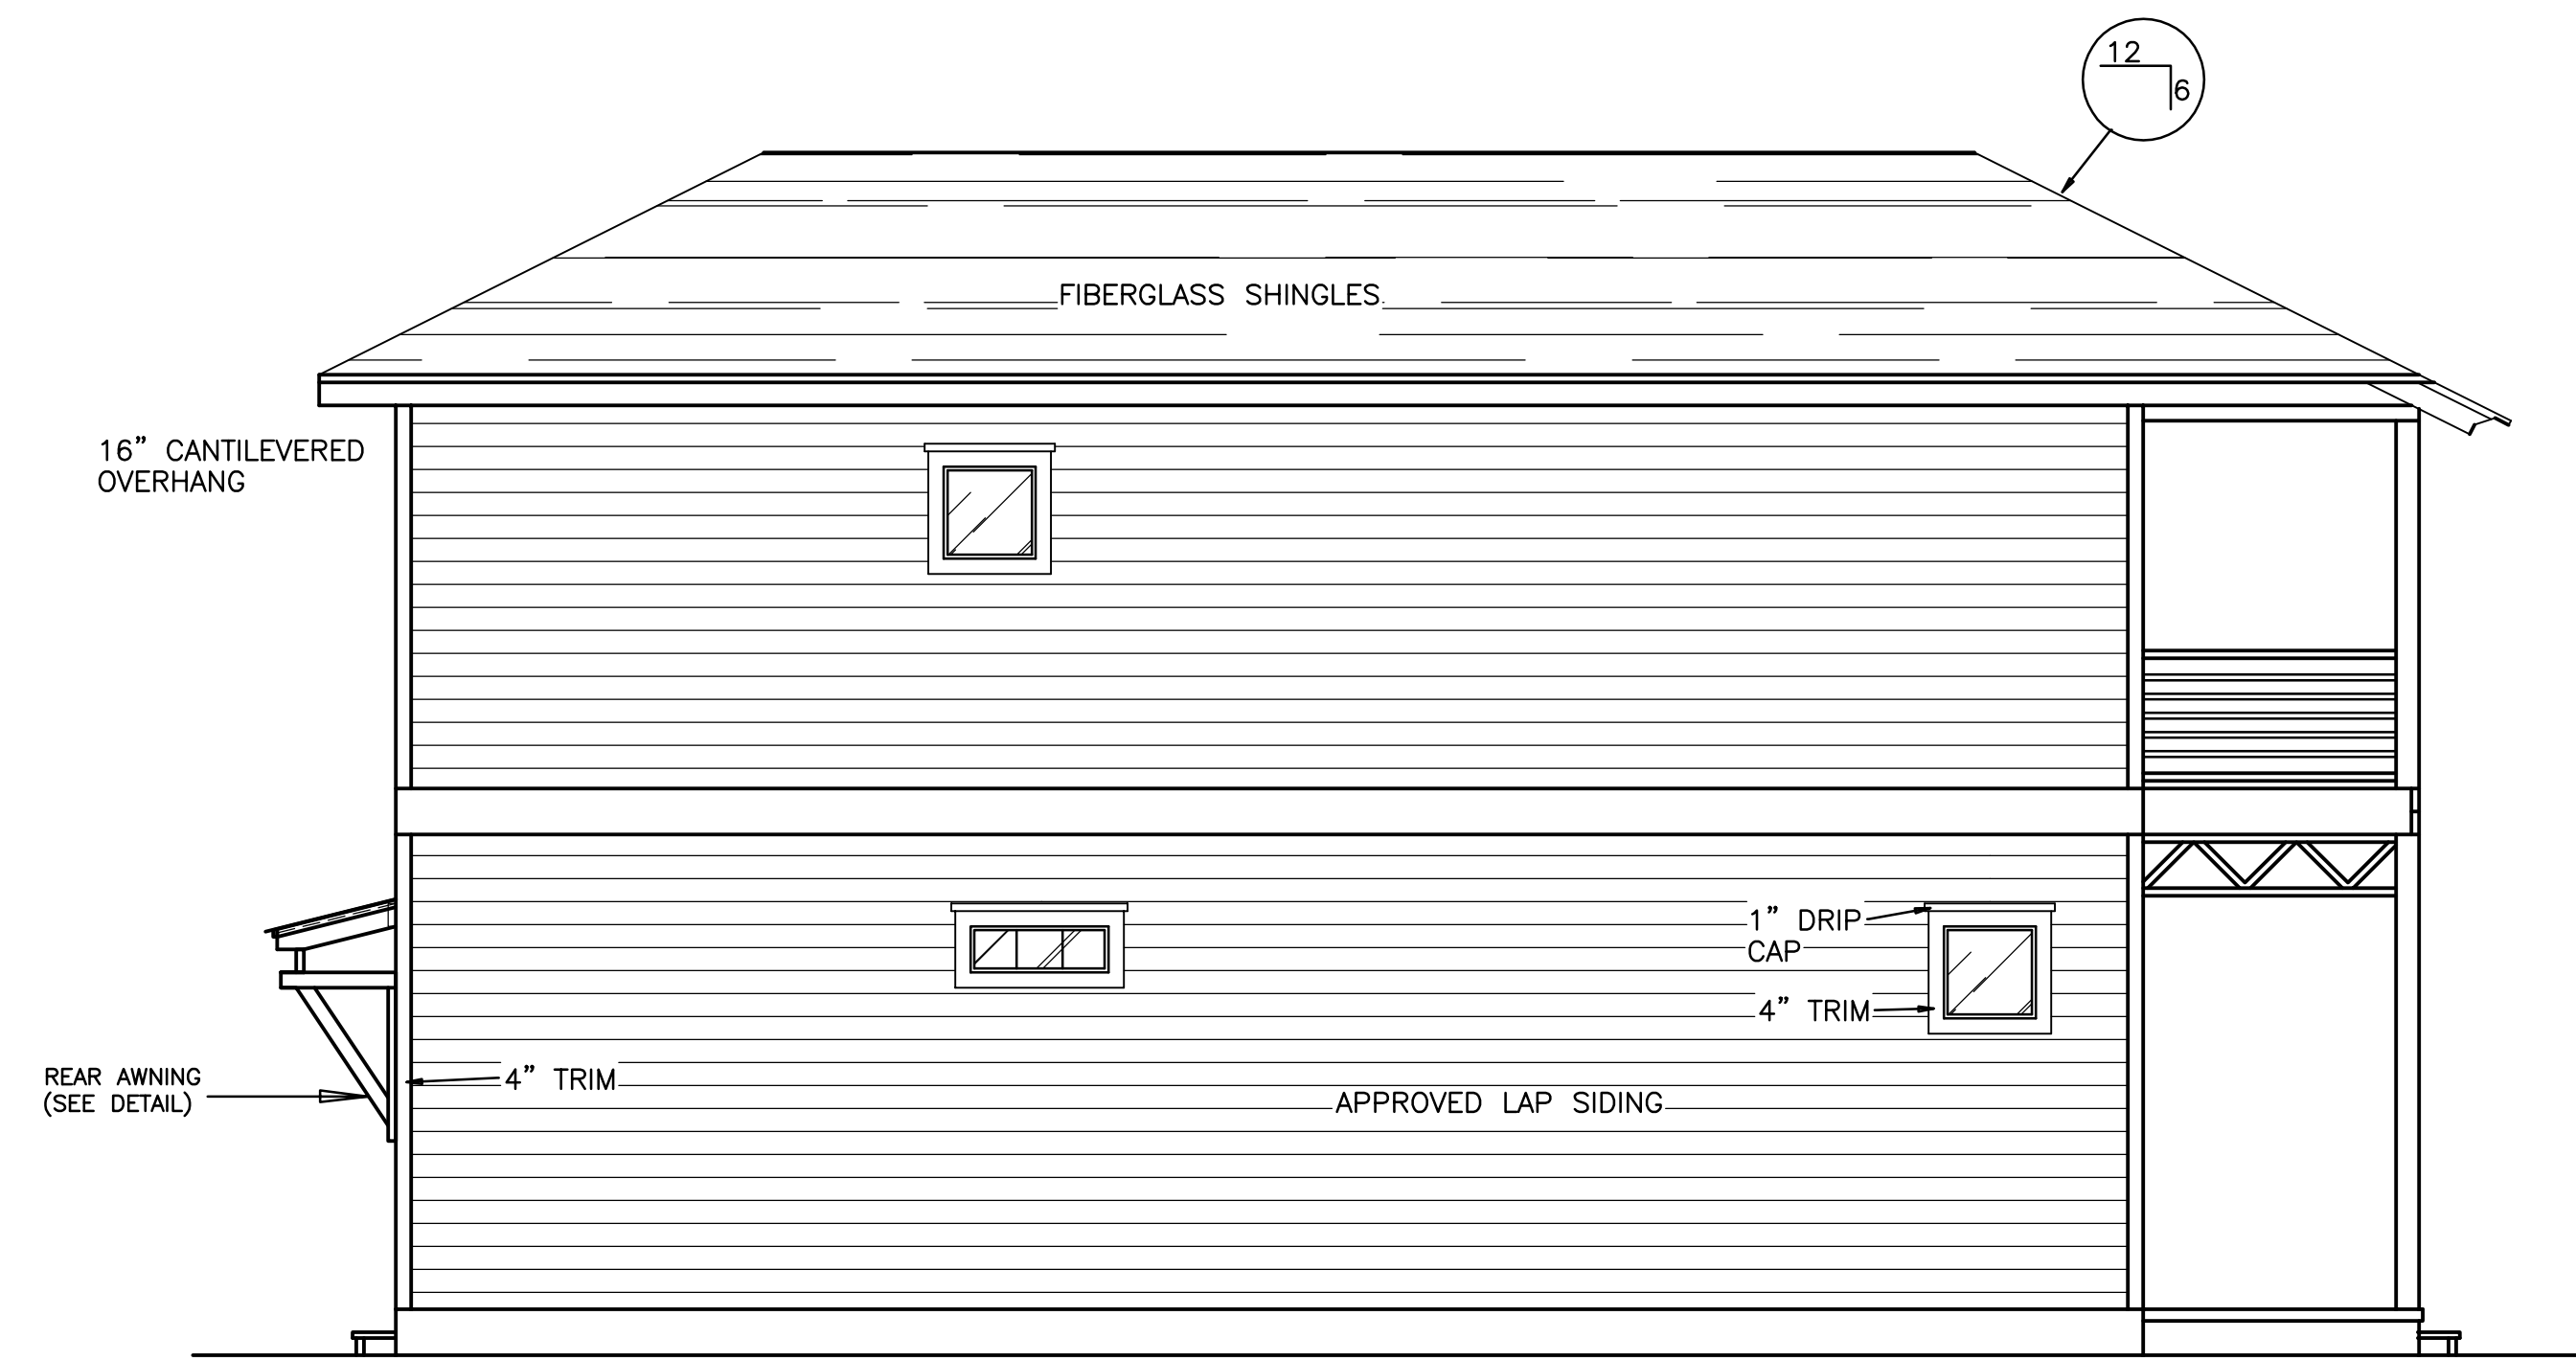 12
6
FIBERGLASS SHINGLES
16” CANTILEVERED
OVERHANG
1” DRIP
CAP
4” TRIM
REAR AWNING
(SEE DETAIL)
4” TRIM
APPROVED LAP SIDING